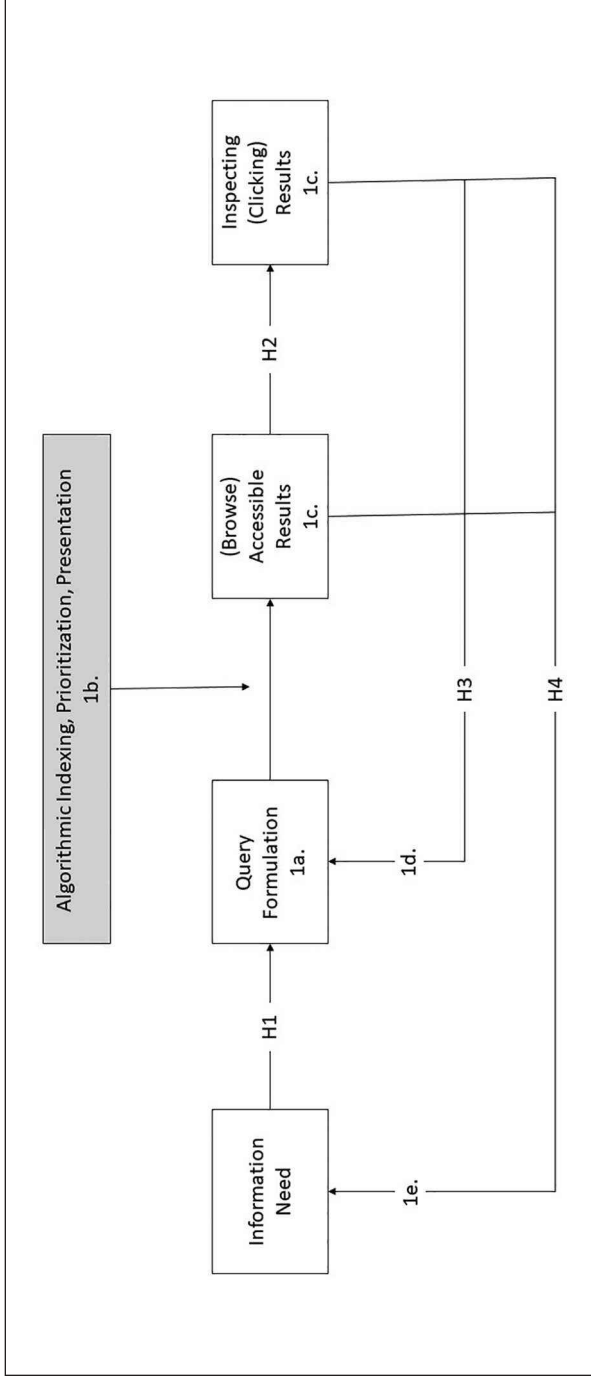 Algorithmic Indexing, Prioritization, Presentation
1b.
Information
Need
H1
Query
Formulation
1a.
(Browse)
Accessible
Results
1c.
H2
Inspecting
(Clicking)
Results
1c.
1d.
H3
1e.
H4